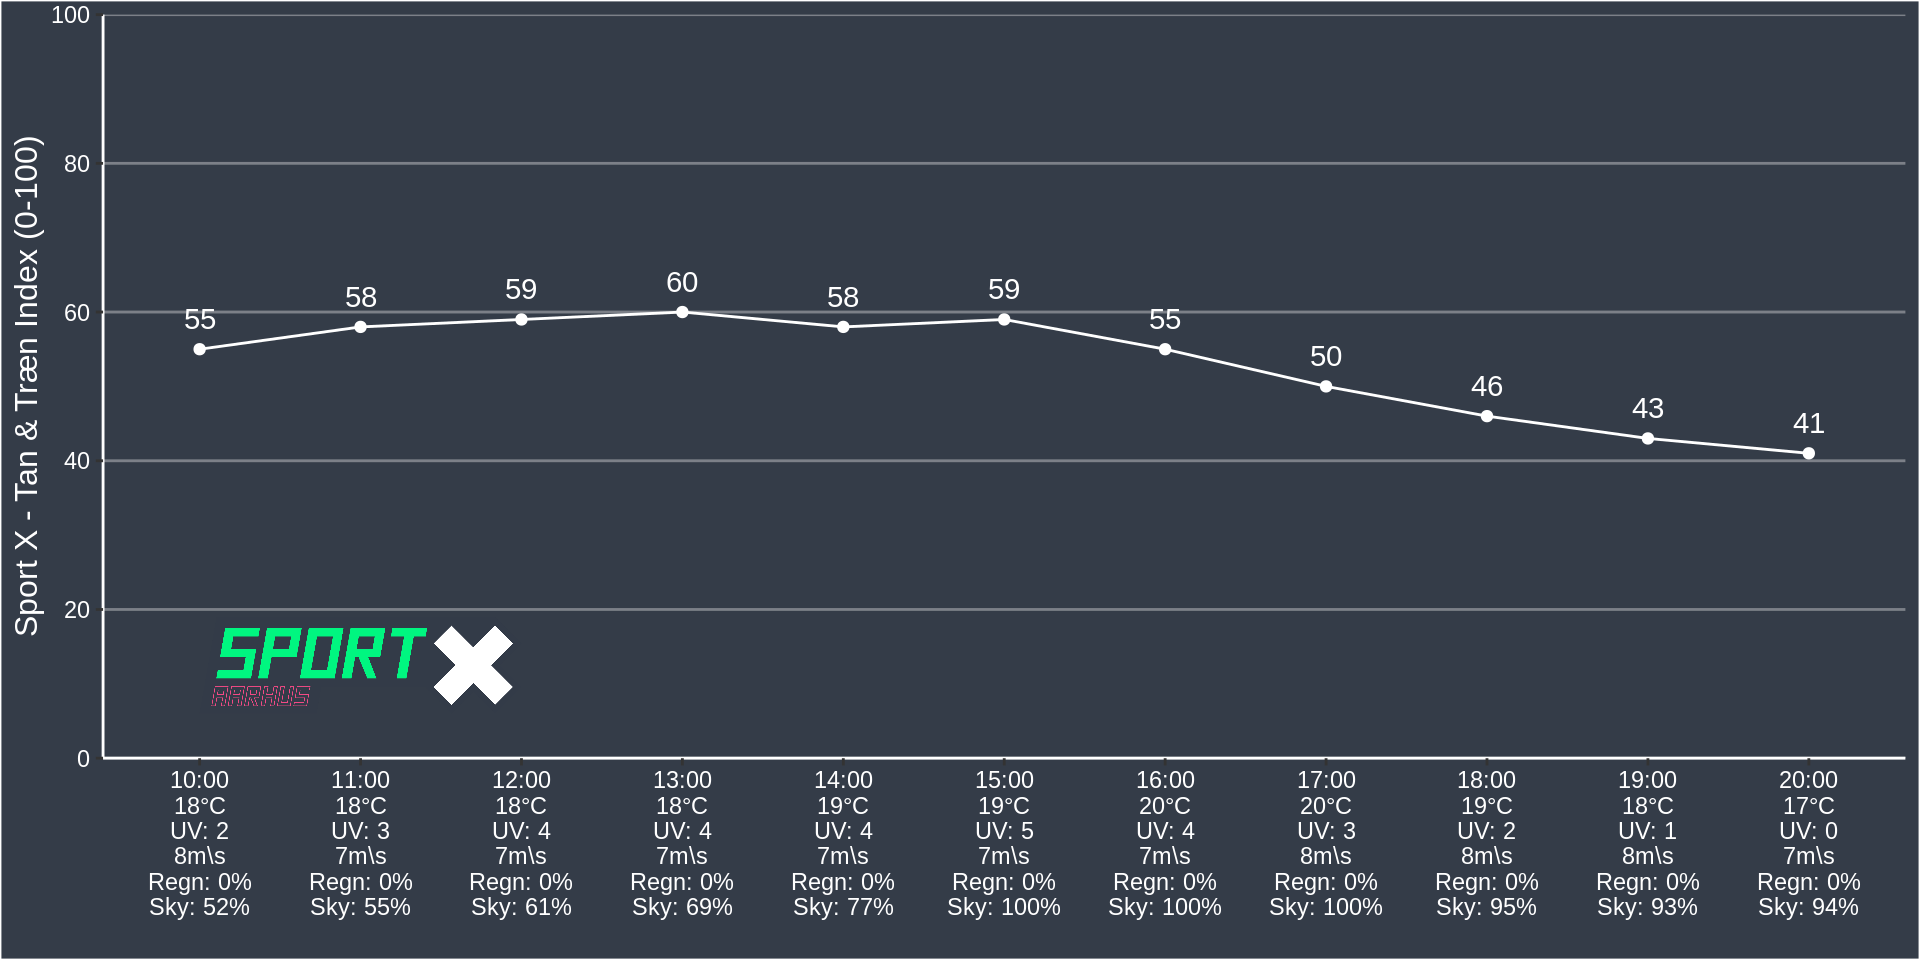 Sport X - Tan & Træn Index (0-100)
100
80
60
40
20
0
55
58
59
60
58
59
55
50
46
43
41
SPORT X
AARHUS
10:00
18°C
UV: 2
8m\s
Regn: 0%
Sky: 52%
11:00
18°C
UV: 3
7m\s
Regn: 0%
Sky: 55%
12:00
18°C
UV: 4
7m\s
Regn: 0%
Sky: 61%
13:00
18°C
UV: 4
7m\s
Regn: 0%
Sky: 69%
14:00
19°C
UV: 4
7m\s
Regn: 0%
Sky: 77%
15:00
19°C
UV: 5
7m\s
Regn: 0%
Sky: 100%
16:00
20°C
UV: 4
7m\s
Regn: 0%
Sky: 100%
17:00
20°C
UV: 3
8m\s
Regn: 0%
Sky: 100%
18:00
19°C
UV: 2
8m\s
Regn: 0%
Sky: 95%
19:00
18°C
UV: 1
8m\s
Regn: 0%
Sky: 93%
20:00
17°C
UV: 0
7m\s
Regn: 0%
Sky: 94%